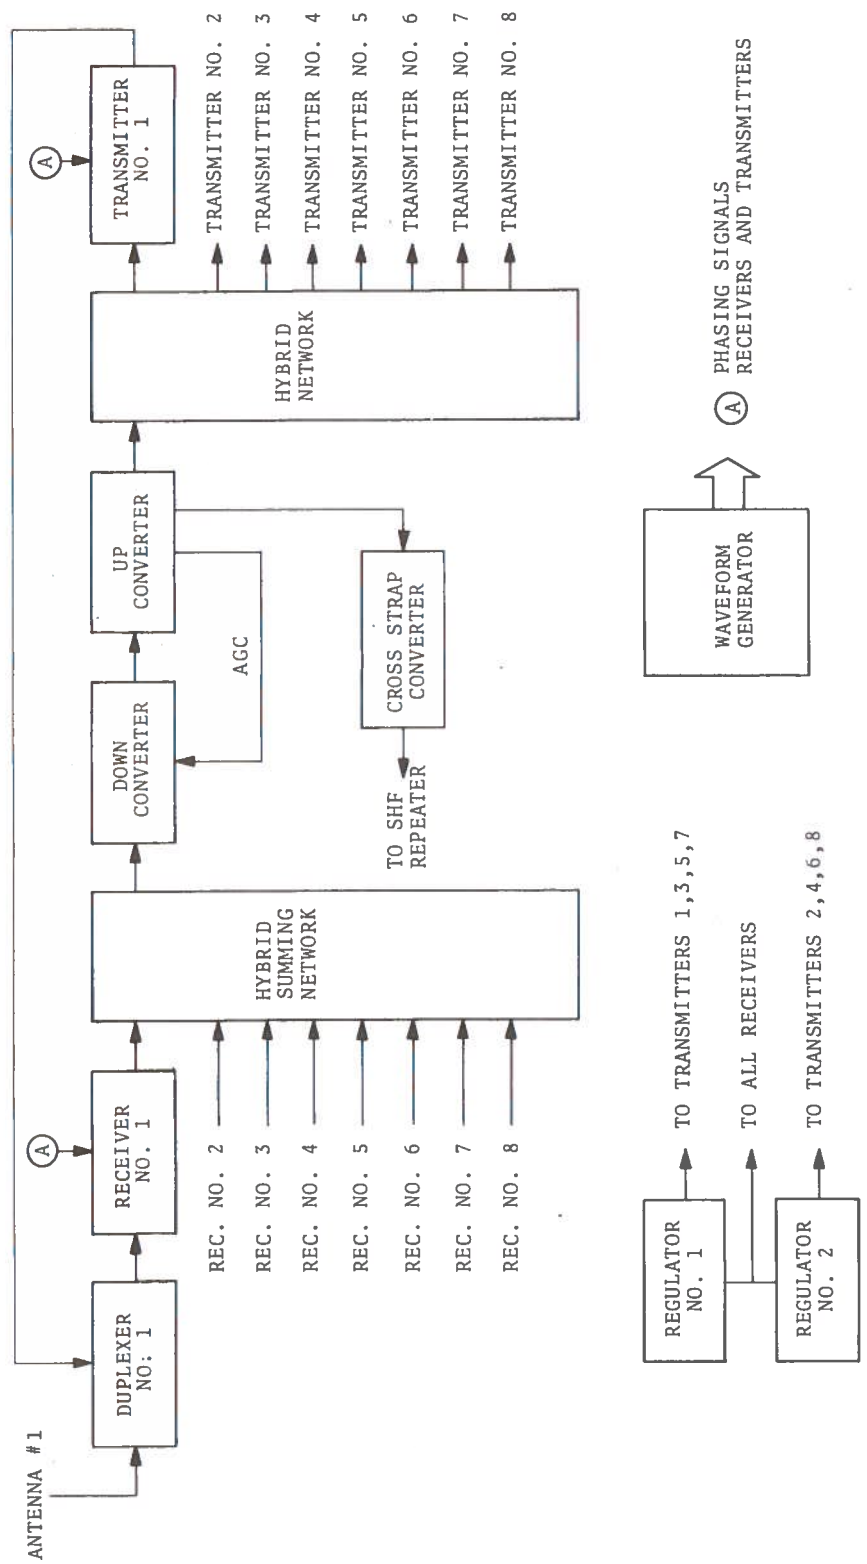 ANTENNA #1
DUPLEXER
NO: 1
A
RECEIVER
NO. 1
REC. NO. 2
REC. NO. 3
REC. NO. 4
REC. NO. 5
REC. NO. 6
REC. NO. 7
REC. NO. 8
HYBRID
SUMMING
NETWORK
DOWN
CONVERTER
UP
CONVERTER
AGC
CROSS STRAP
CONVERTER
TO SHF
REPEATER
HYBRID
NETWORK
A
TRANSMITTER
NO. 1
TRANSMITTER NO. 2
TRANSMITTER NO. 3
TRANSMITTER NO. 4
TRANSMITTER NO. 5
TRANSMITTER NO. 6
TRANSMITTER NO. 7
TRANSMITTER NO. 8
REGULATOR
NO. 1
REGULATOR
NO. 2
TO TRANSMITTERS 1,3,5,7
TO ALL RECEIVERS
TO TRANSMITTERS 2,4,6,8
WAVEFORM
GENERATOR
A PHASING SIGNALS
RECEIVERS AND TRANSMITTERS